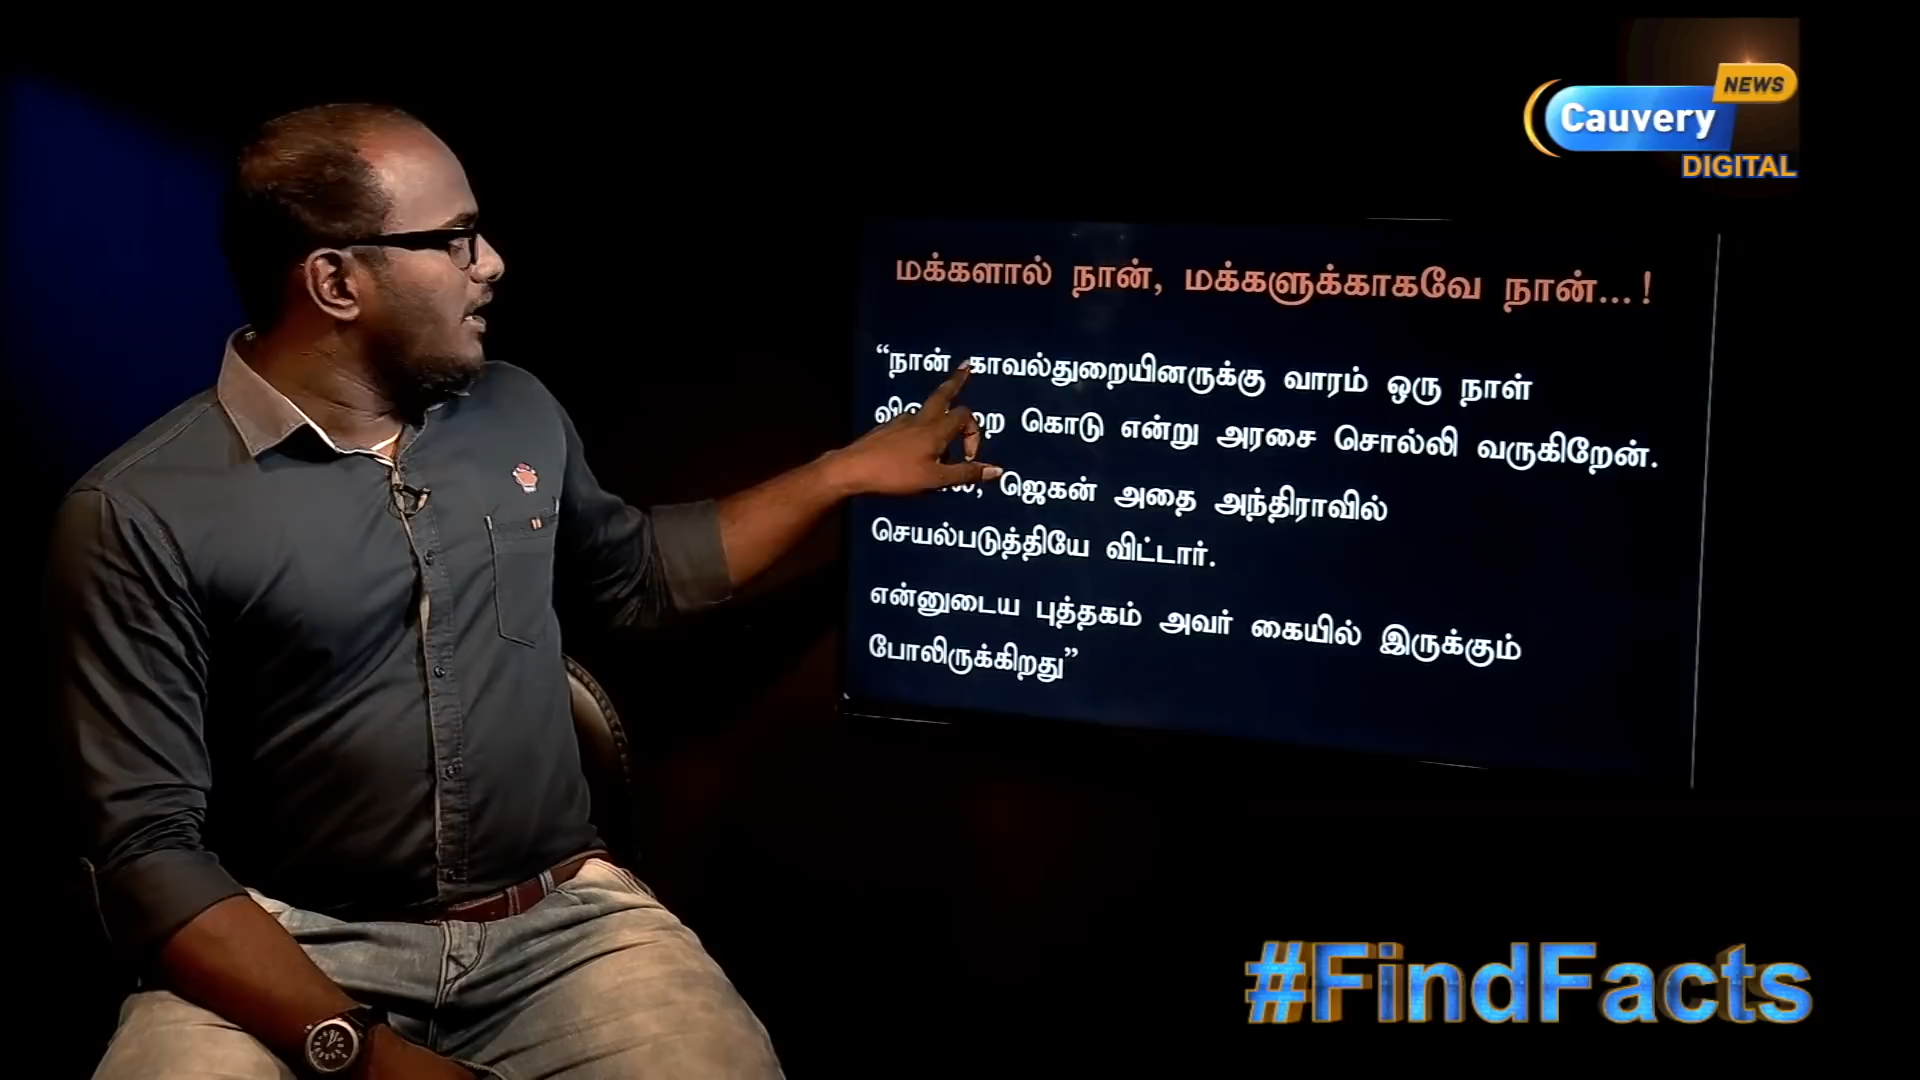 NEWS
Cauvery
DIGITAL
மக்களால் நான், மக்களுக்காகவே நான்...!
“நான் காவல்துறையினருக்கு வாரம் ஒரு நாள்
கொடு என்று அரசை சொல்லி வருகிறேன்.
ஜெகன் அதை அந்திராவில்
செயல்படுத்தியே விட்டார்.
என்னுடைய புத்தகம் அவர் கையில் இருக்கும்
போலிருக்கிறது”
#FindFacts